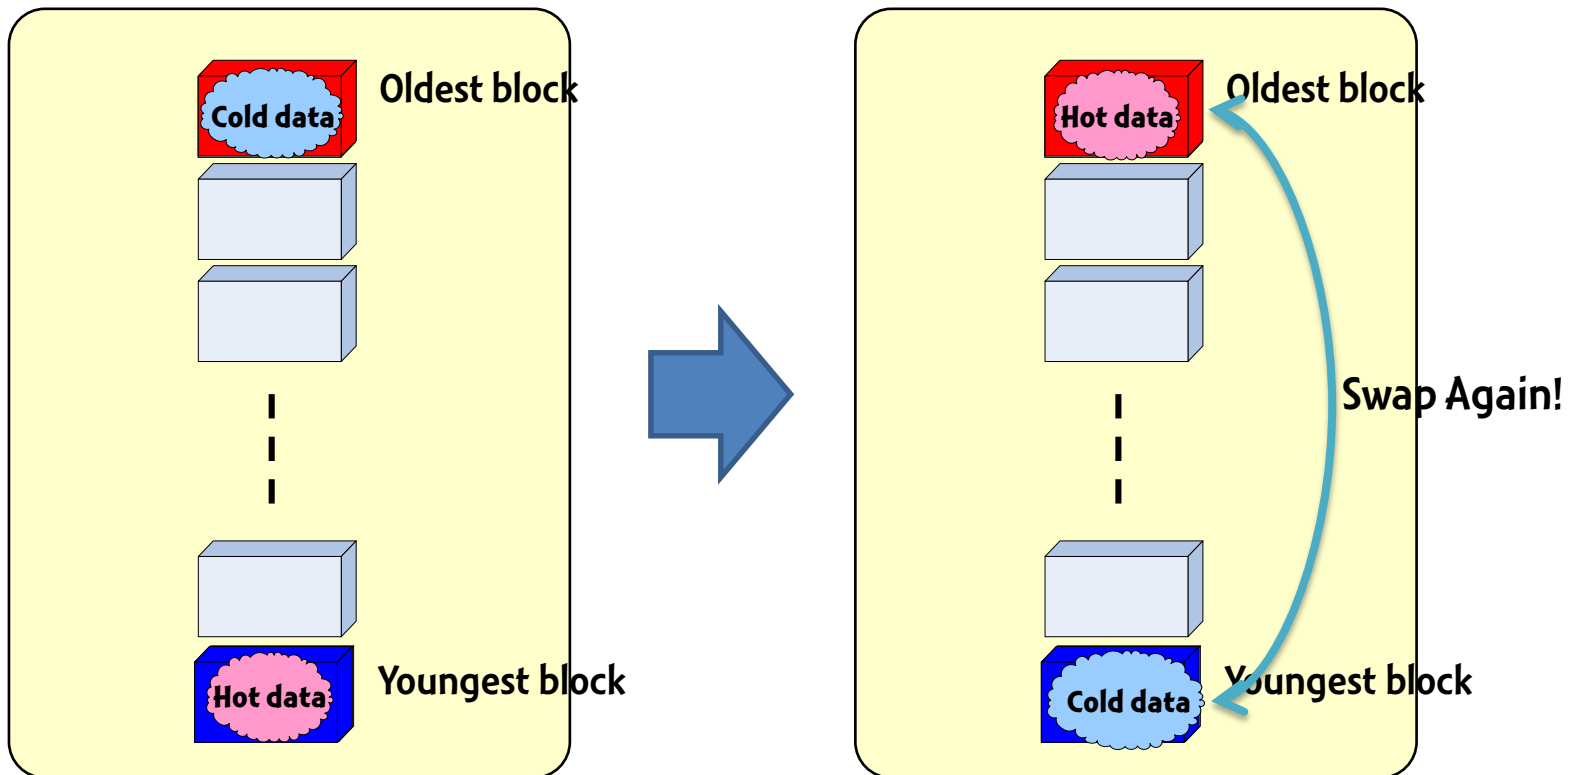 Oldest block
Cold data
Hot data
Youngest block
Oldest block
Hot data
Swap Again!
Youngest block
Cold data